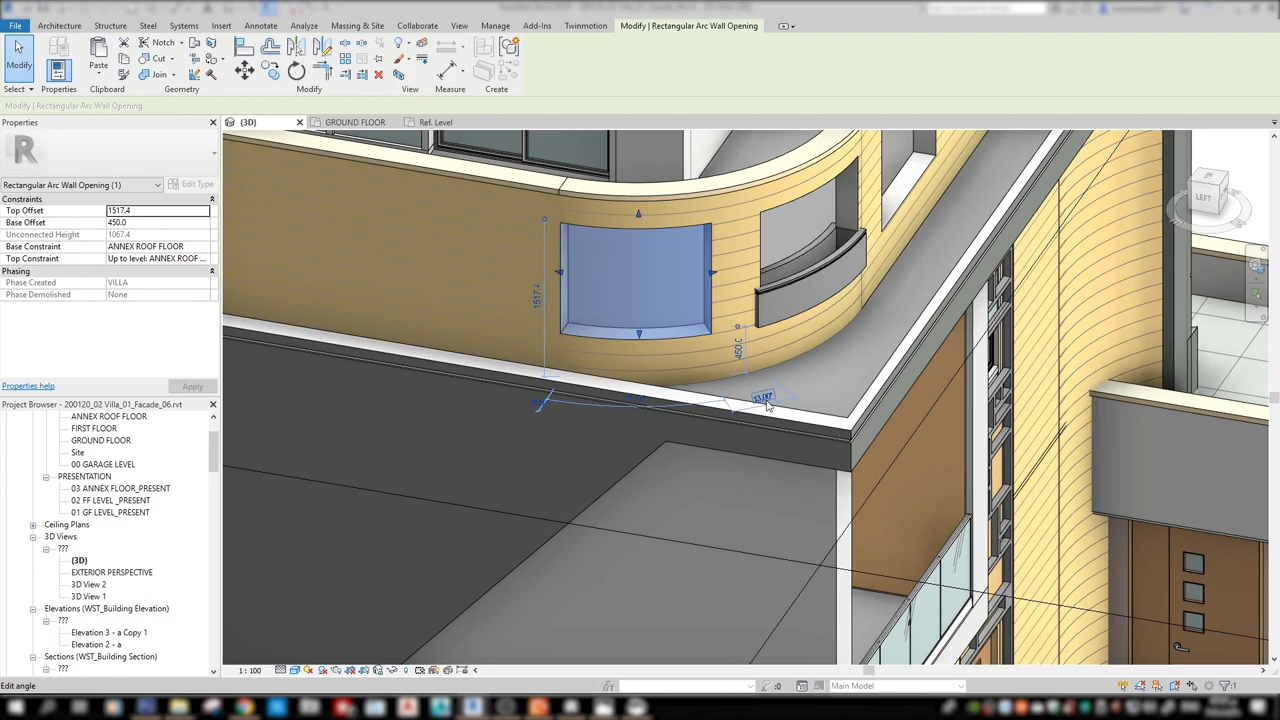 File Architecture Structure Steel Systems Insert Annotate Analyze Massing & Site Collaborate View Manage Add-Ins Twinmotion Modify | Rectangular Arc Wall Opening
Modify Paste Notch Cut Join
Select Properties Clipboard Geometry Modify View Measure Create
Modify | Rectangular Arc Wall Opening
Properties
{3D} GROUND FLOOR Ref. Level
R
Rectangular Arc Wall Opening (1) Edit Type
Constraints
Top Offset 1517.4
Base Offset 450.0
Unconnected Height 1067.4
Base Constraint ANNEX ROOF FLOOR
Top Constraint Up to level: ANNEX ROOF ...
Phasing
Phase Created VILLA
Phase Demolished None
Properties help Apply
LEFT
1517.4
450.0
Project Browser - 200120_02 Villa_01_Facade_06.rvt
ANNEX ROOF FLOOR
FIRST FLOOR
GROUND FLOOR
Site
00 GARAGE LEVEL
PRESENTATION
03 ANNEX FLOOR_PRESENT
02 FF LEVEL _PRESENT
01 GF LEVEL_PRESENT
Ceiling Plans
3D Views
???
{3D}
EXTERIOR PERSPECTIVE
3D View 2
3D View 1
Elevations (WST_Building Elevation)
???
Elevation 3 - a Copy 1
Elevation 2 - a
Sections (WST_Building Section)
???
1 : 100
Edit angle
:0 Main Model :1